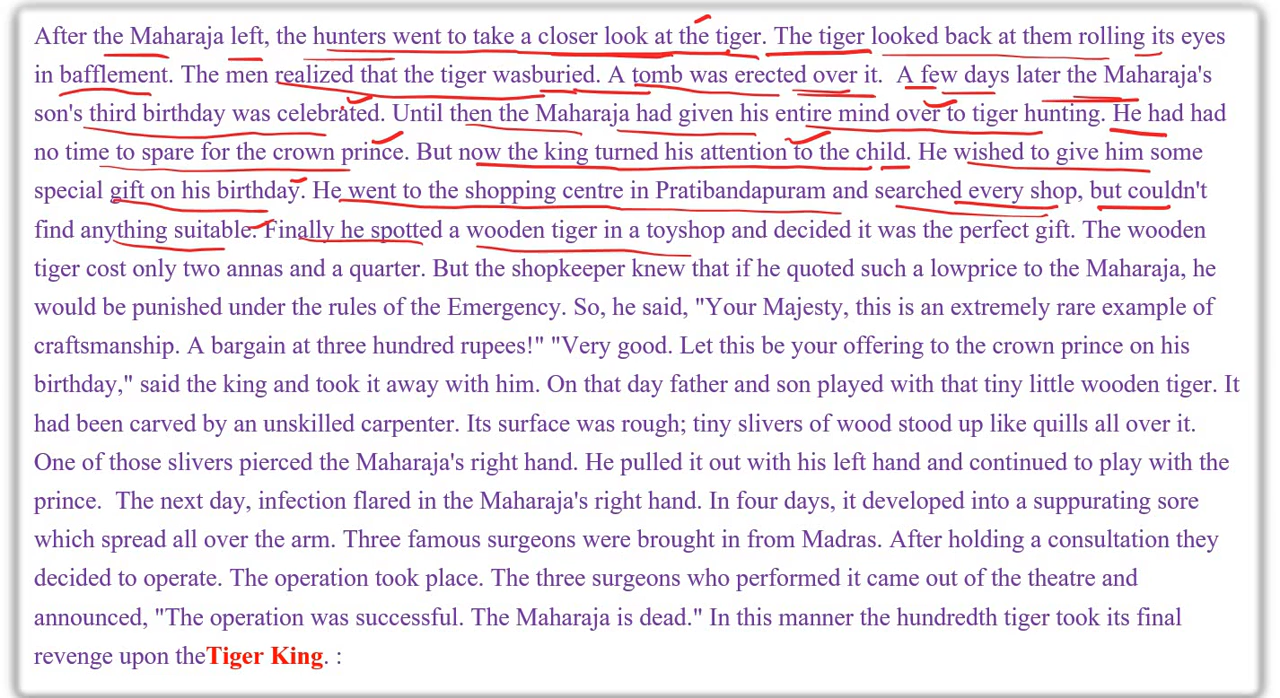 After the Maharaja left, the hunters went to take a closer look at the tiger. The tiger looked back at them rolling its eyes
in bafflement. The men realized that the tiger wasburied. A tomb was erected over it. A few days later the Maharaja's
son's third birthday was celebrated. Until then the Maharaja had given his entire mind over to tiger hunting. He had had
no time to spare for the crown prince. But now the king turned his attention to the child. He wished to give him some
special gift on his birthday. He went to the shopping centre in Pratibandapuram and searched every shop, but couldn't
find anything suitable. Finally he spotted a wooden tiger in a toyshop and decided it was the perfect gift. The wooden
tiger cost only two annas and a quarter. But the shopkeeper knew that if he quoted such a lowprice to the Maharaja, he
would be punished under the rules of the Emergency. So, he said, "Your Majesty, this is an extremely rare example of
craftsmanship. A bargain at three hundred rupees!" "Very good. Let this be your offering to the crown prince on his
birthday," said the king and took it away with him. On that day father and son played with that tiny little wooden tiger. It
had been carved by an unskilled carpenter. Its surface was rough; tiny slivers of wood stood up like quills all over it.
One of those slivers pierced the Maharaja's right hand. He pulled it out with his left hand and continued to play with the
prince.  The next day, infection flared in the Maharaja's right hand. In four days, it developed into a suppurating sore
which spread all over the arm. Three famous surgeons were brought in from Madras. After holding a consultation they
decided to operate. The operation took place. The three surgeons who performed it came out of the theatre and
announced, "The operation was successful. The Maharaja is dead." In this manner the hundredth tiger took its final
revenge upon theTiger King. :